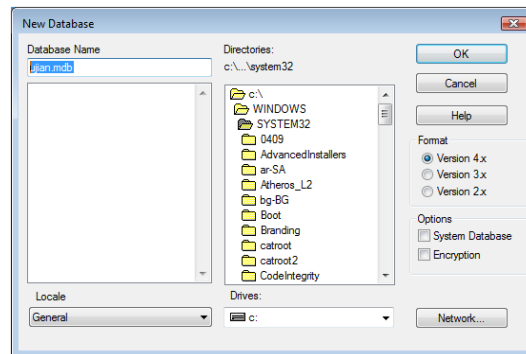 New Database
Database Name
ujian.mdb
Directories:
c:\...\system32
c:\
WINDOWS
SYSTEM32
0409
AdvancedInstallers
ar-SA
Atheros_L2
bg-BG
Boot
Branding
catroot
catroot2
CodeIntegrity
OK
Cancel
Help
Format
Version 4.x
Version 3.x
Version 2.x
Options
System Database
Encryption
Locale
General
Drives:
c:
Network...